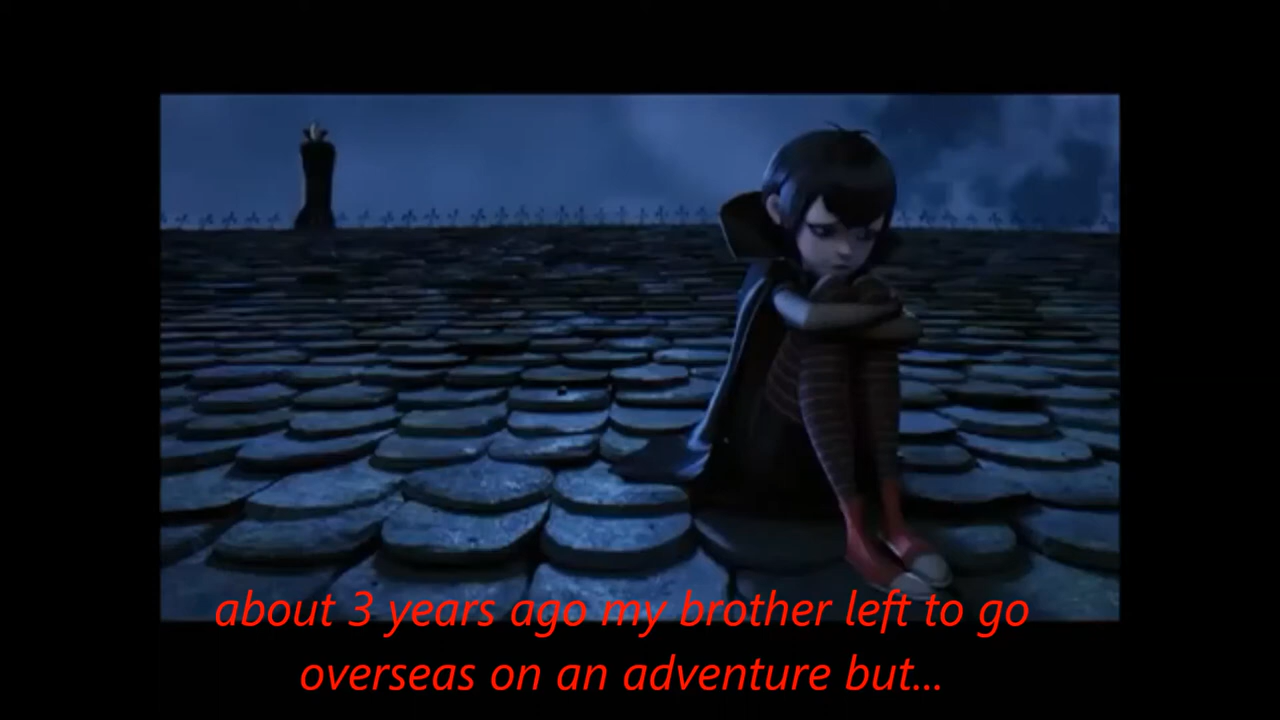 about 3 years ago my brother left to go
overseas on an adventure but...